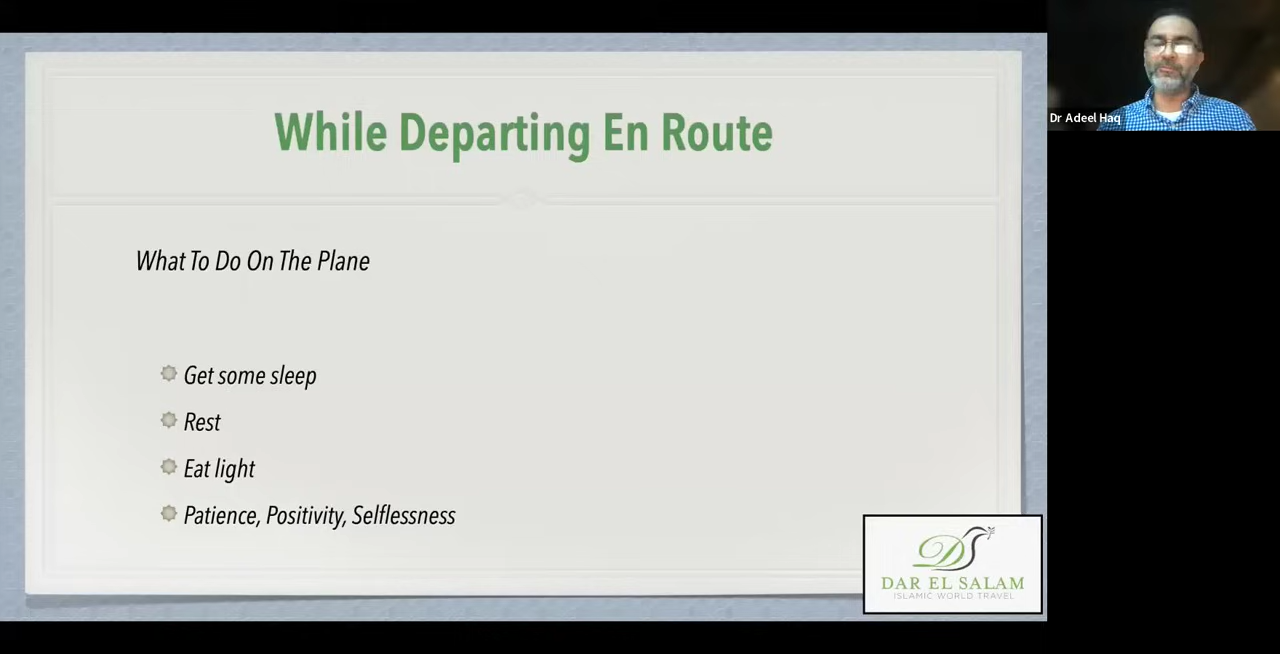 While Departing En Route
What To Do On The Plane
Get some sleep
Rest
Eat light
Patience, Positivity, Selflessness
DS
DAR EL SALAM
ISLAMIC WORLD TRAVEL
Dr Adeel Haq